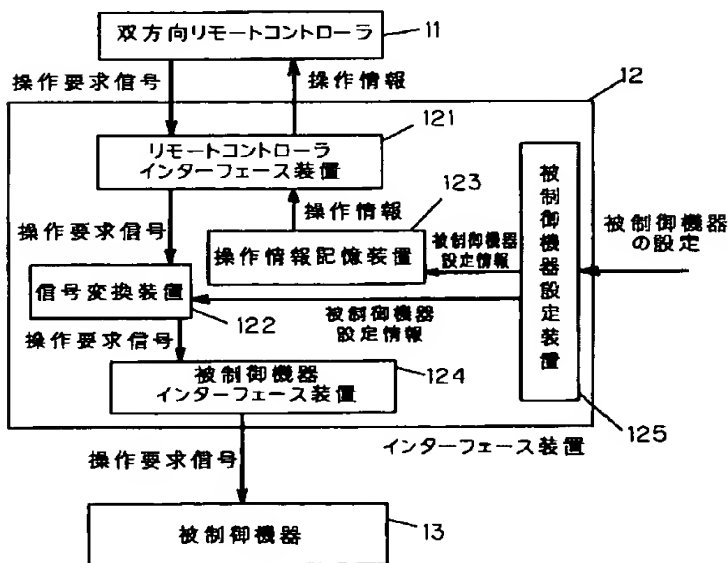 双方向リモートコントローラ
11
操作要求信号
操作情報
12
121
リモートコントローラ
インターフェース装置
操作情報
123
操作要求信号
操作情報記憶装置
被制御機器
設定情報
被制御機器設定装置
被制御機器
の設定
信号変換装置
122
被制御機器
設定情報
操作要求信号
被制御機器
インターフェース装置
124
125
インターフェース装置
操作要求信号
被制御機器
13